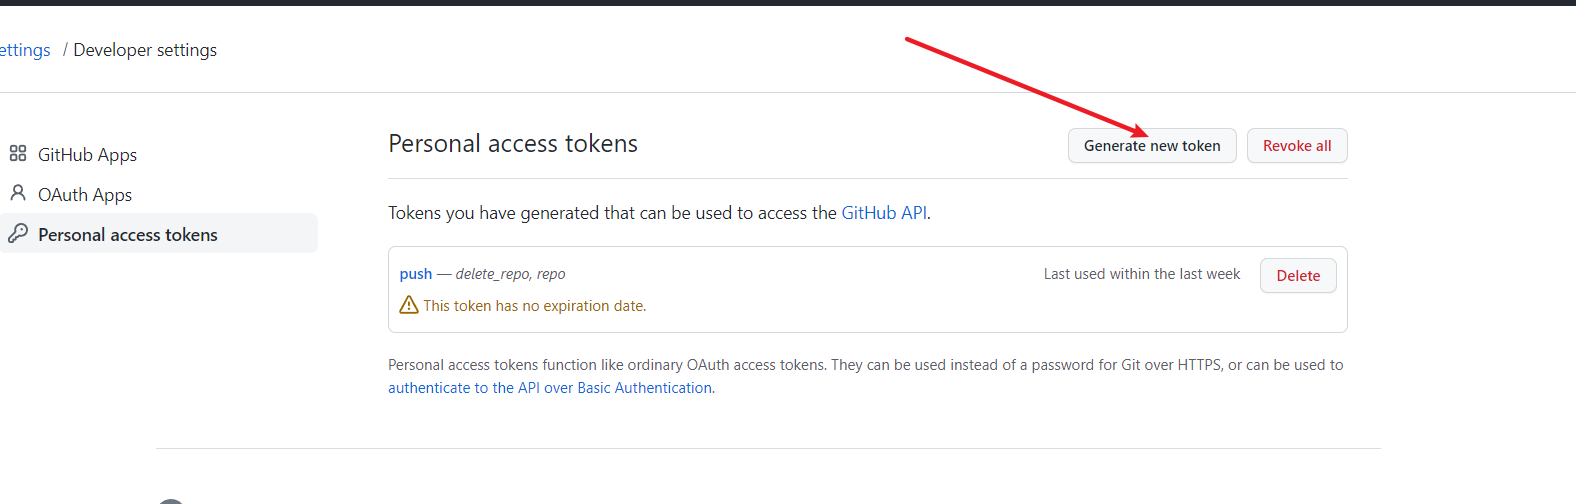 ettings / Developer settings
GitHub Apps
OAuth Apps
Personal access tokens
Personal access tokens
Generate new token
Revoke all
Tokens you have generated that can be used to access the GitHub API.
push — delete_repo, repo
Last used within the last week
Delete
This token has no expiration date.
Personal access tokens function like ordinary OAuth access tokens. They can be used instead of a password for Git over HTTPS, or can be used to
authenticate to the API over Basic Authentication.